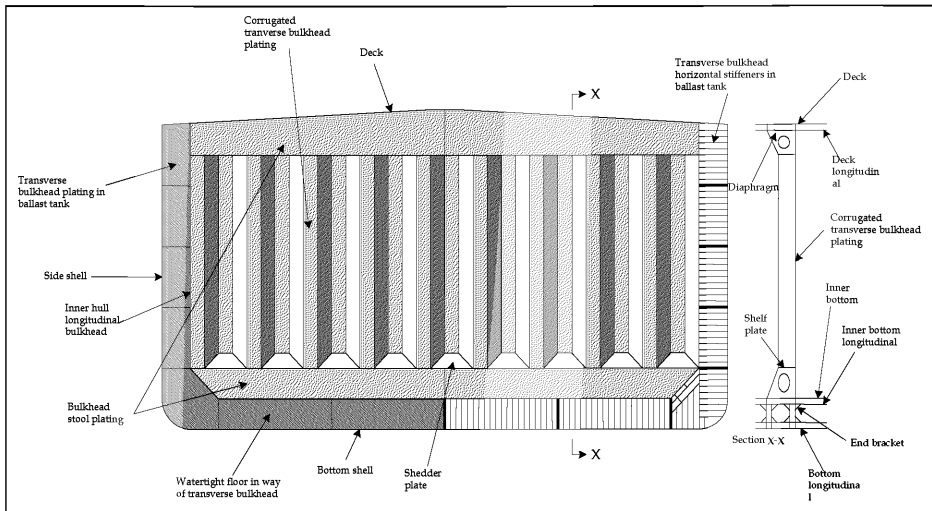 Corrugated
tranverse bulkhead
plating
Deck
X
Transverse bulkhead
horizontal stiffeners in
ballast tank
Deck
Transverse
bulkhead plating in
ballast tank
Diaphragm
Deck
longitudin
al
Corrugated
transverse bulkhead
plating
Side shell
Inner hull
longitudinal
bulkhead
Shelf
plate
Inner
bottom
Inner bottom
longitudinal
Bulkhead
stool plating
Section X-X
End bracket
Watertight floor in way
of transverse bulkhead
Bottom shell
Shedder
plate
X
Bottom
longitudina
l